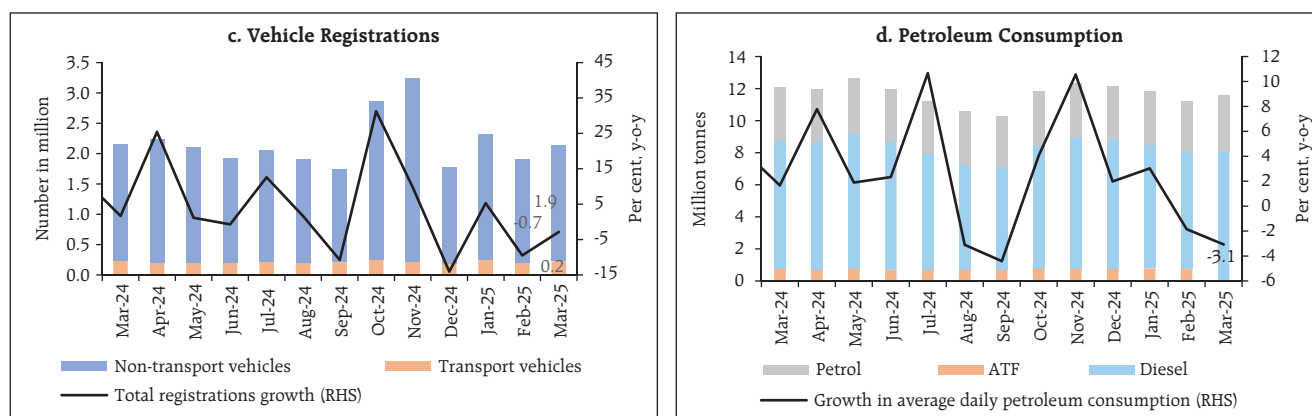 c. Vehicle Registrations
Number in million
3.5
3.0
2.5
2.0
1.5
1.0
0.5
0.0
45
35
25
15
5
-5
-15
Per cent, y-o-y
1.9
-0.7
0.2
Mar-24
Apr-24
May-24
Jun-24
Jul-24
Aug-24
Sep-24
Oct-24
Nov-24
Dec-24
Jan-25
Feb-25
Mar-25
Non-transport vehicles
Transport vehicles
Total registrations growth (RHS)
d. Petroleum Consumption
Million tonnes
14
12
10
8
6
4
2
0
12
10
8
6
4
2
0
-2
-4
-6
Per cent, y-o-y
-3.1
Mar-24
Apr-24
May-24
Jun-24
Jul-24
Aug-24
Sep-24
Oct-24
Nov-24
Dec-24
Jan-25
Feb-25
Mar-25
Petrol
ATF
Diesel
Growth in average daily petroleum consumption (RHS)